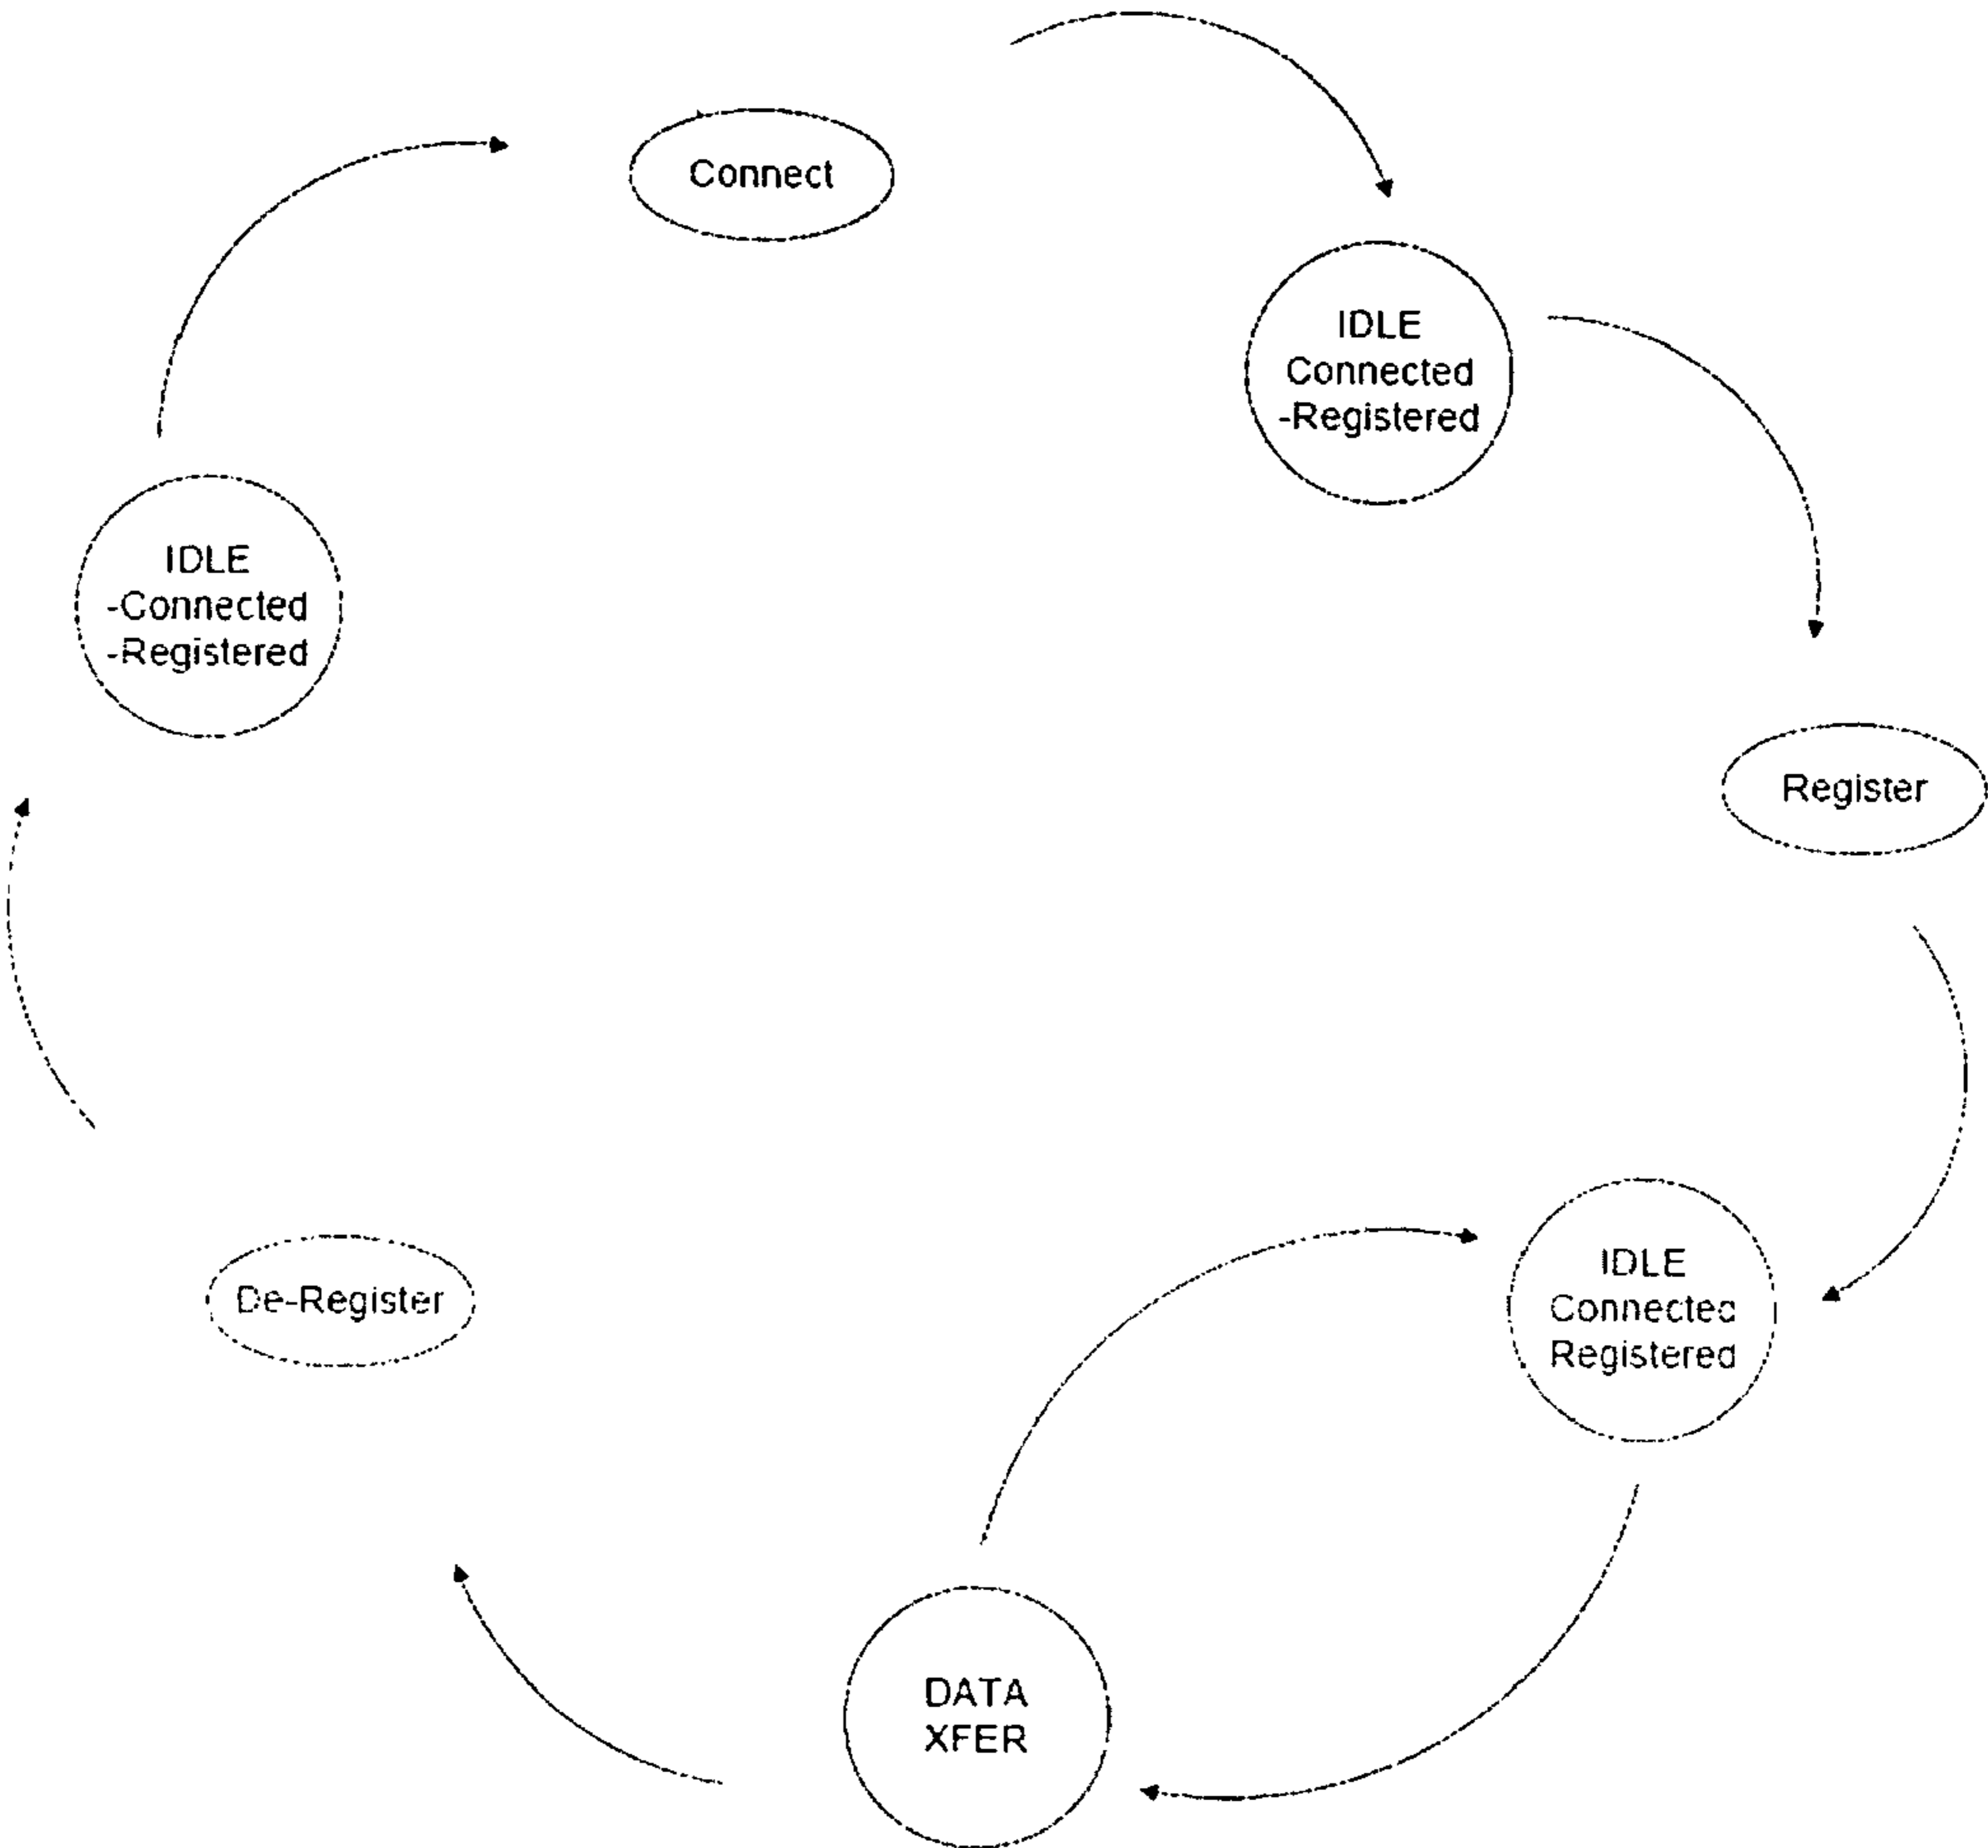 Connect
IDLE
Connected
-Registered
IDLE
-Connected
-Registered
Register
De-Register
IDLE
Connected
Registered
DATA
XFER